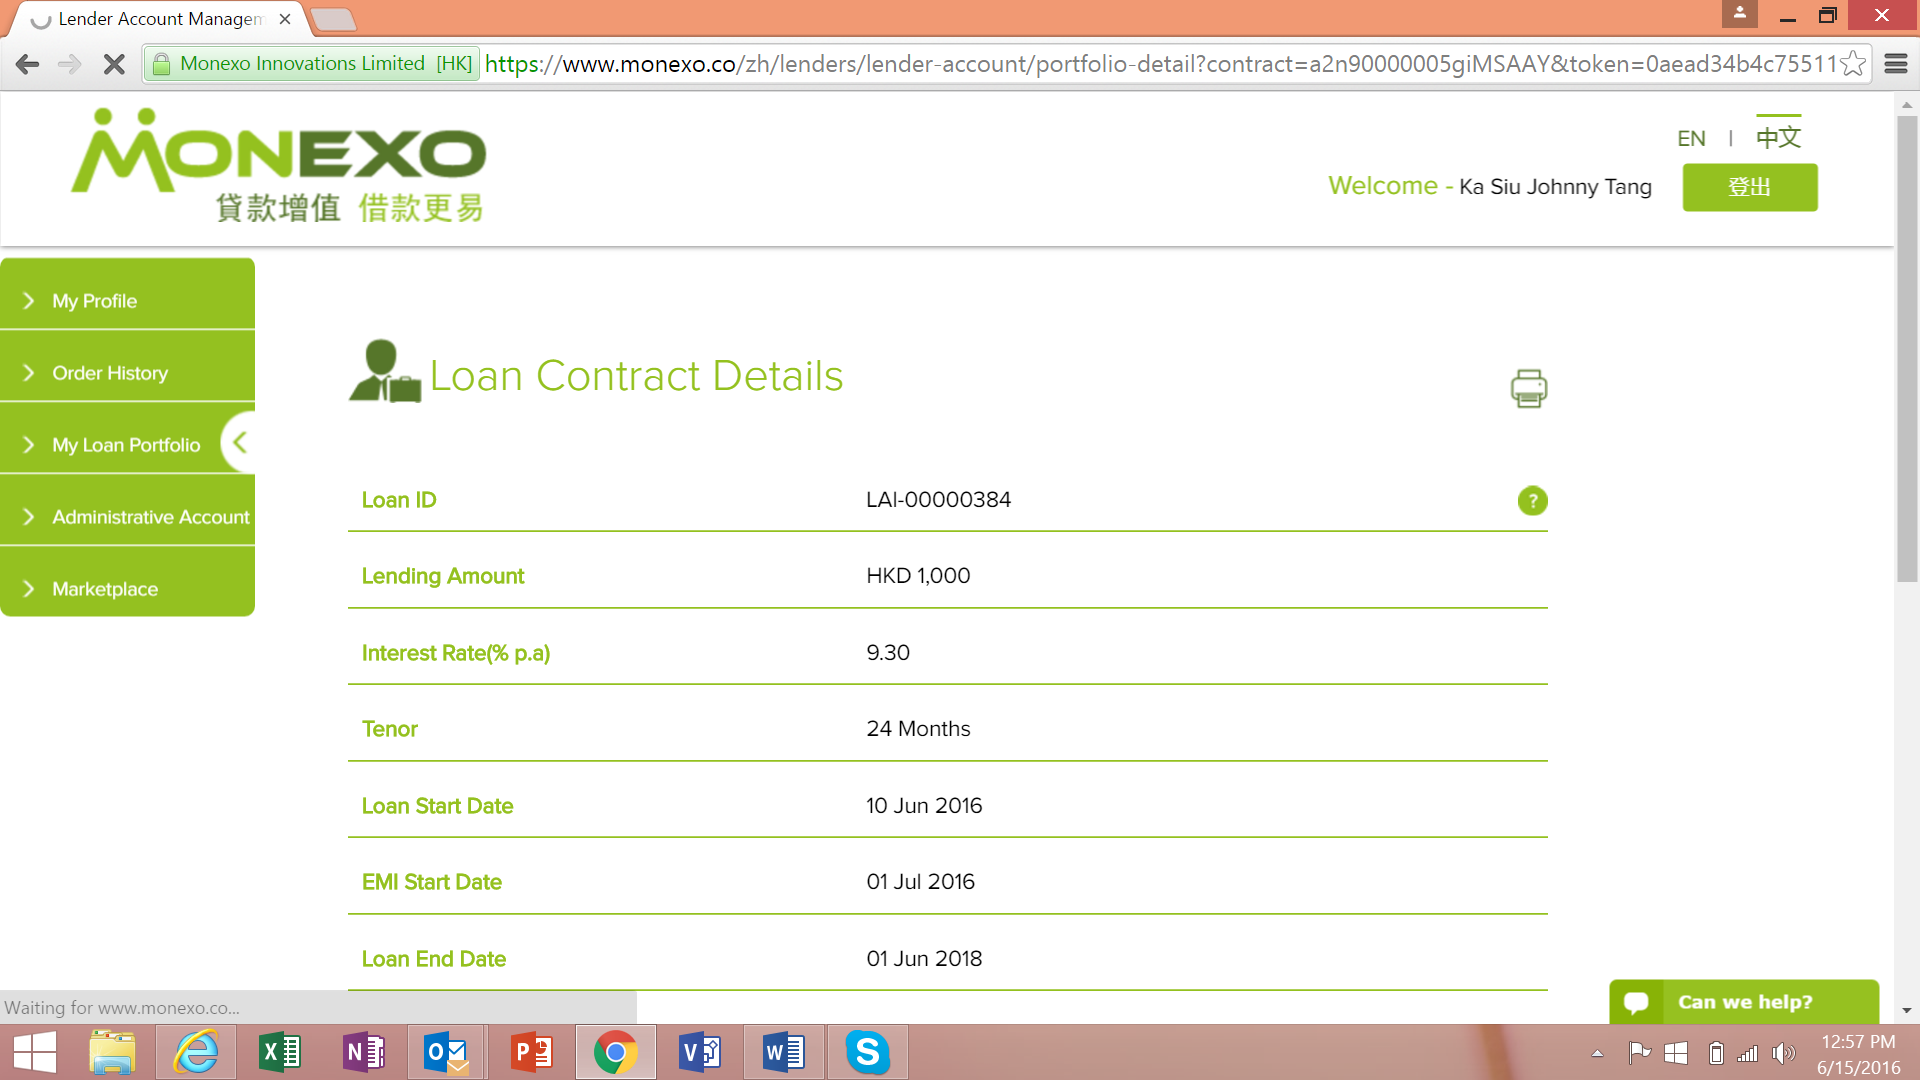 Lender Account Managem
Monexo Innovations Limited [HK]
https://www.monexo.co/zh/lenders/lender-account/portfolio-detail?contract=a2n90000005giMSAAY&token=0aead34b4c75511
MONEXO
貸款增值 借款更易
EN | 中文
Welcome - Ka Siu Johnny Tang
登出
My Profile
Order History
My Loan Portfolio
Administrative Account
Marketplace
Loan Contract Details
Loan ID LAI-00000384 ?
Lending Amount HKD 1,000
Interest Rate(% p.a) 9.30
Tenor 24 Months
Loan Start Date 10 Jun 2016
EMI Start Date 01 Jul 2016
Loan End Date 01 Jun 2018
Waiting for www.monexo.co...
Can we help?
12:57 PM
6/15/2016